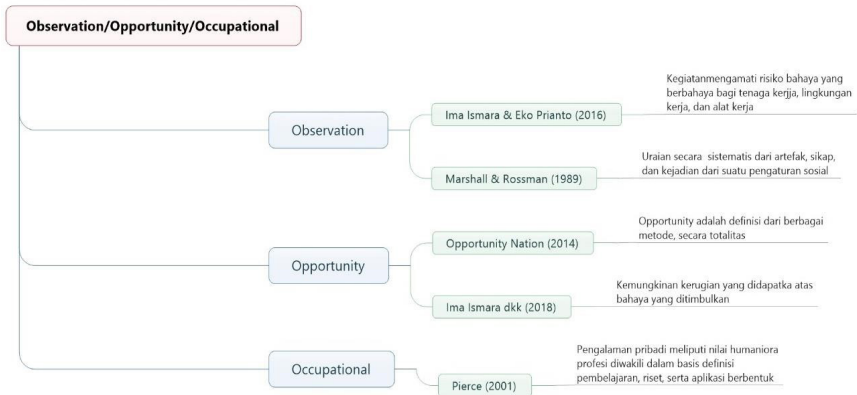 Observation/Opportunity/Occupational
Observation
Ima Ismara & Eko Prianto (2016)
Kegiatanmengamati risiko bahaya yang
berbahaya bagi tenaga kerjja, lingkungan
kerja, dan alat kerja
Marshall & Rossman (1989)
Uraian secara sistematis dari artefak, sikap,
dan kejadian dari suatu pengaturan sosial
Opportunity
Opportunity Nation (2014)
Opportunity adalah definisi dari berbagai
metode, secara totalitas
Ima Ismara dkk (2018)
Kemungkinan kerugian yang didapatka atas
bahaya yang ditimbulkan
Occupational
Pierce (2001)
Pengalaman pribadi meliputi nilai humaniora
profesi diwakili dalam basis definisi
pembelajaran, riset, serta aplikasi berbentuk